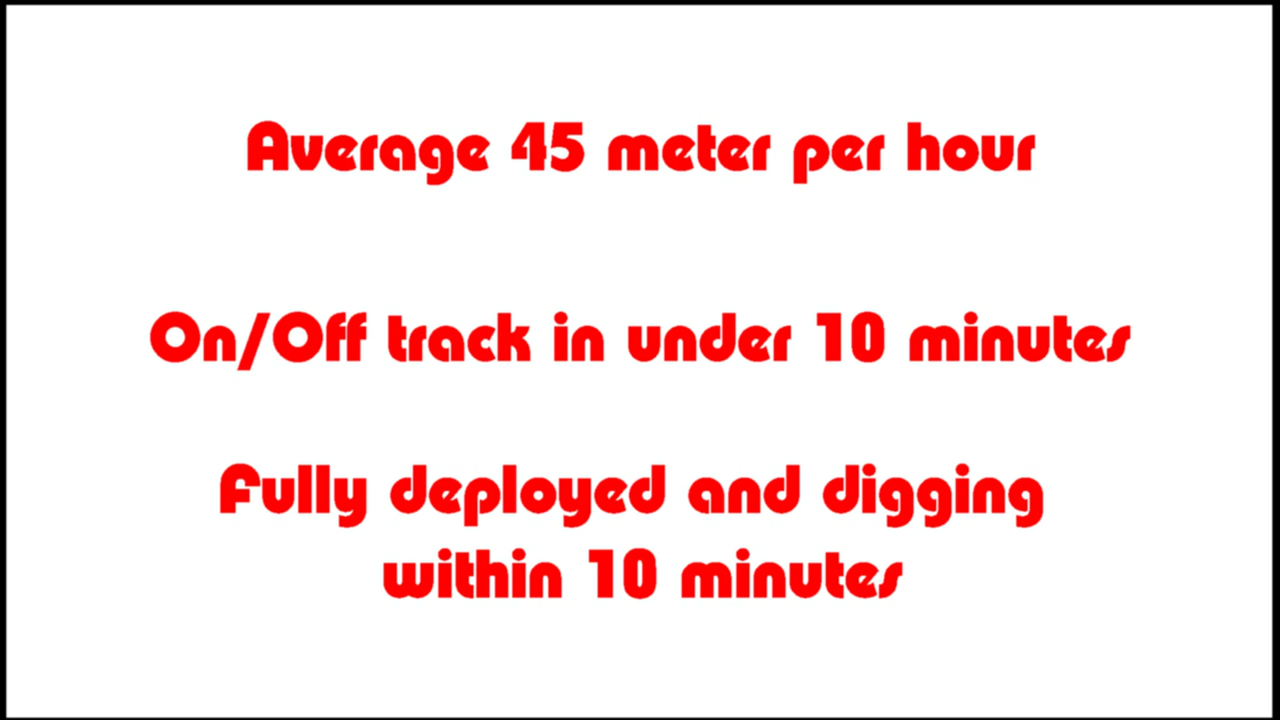 Average 45 meter per hour
On/Off track in under 10 minutes
Fully deployed and digging
within 10 minutes